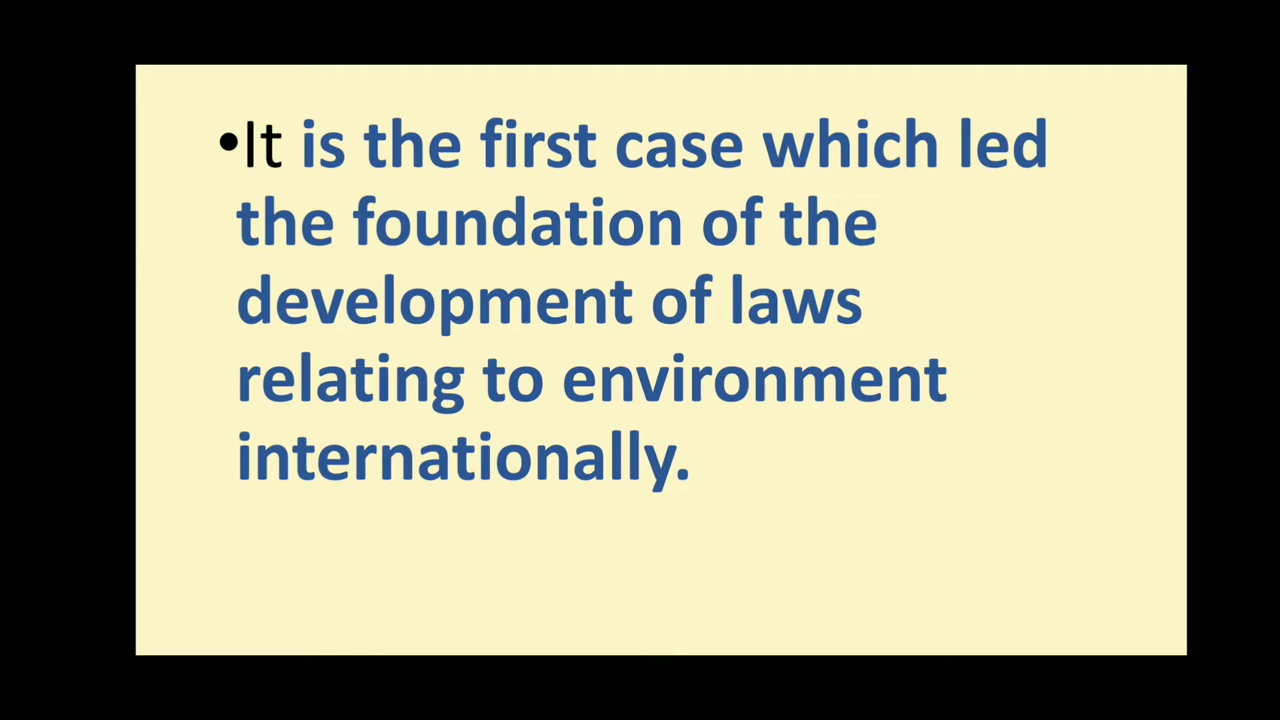 •It is the first case which led
the foundation of the
development of laws
relating to environment
internationally.